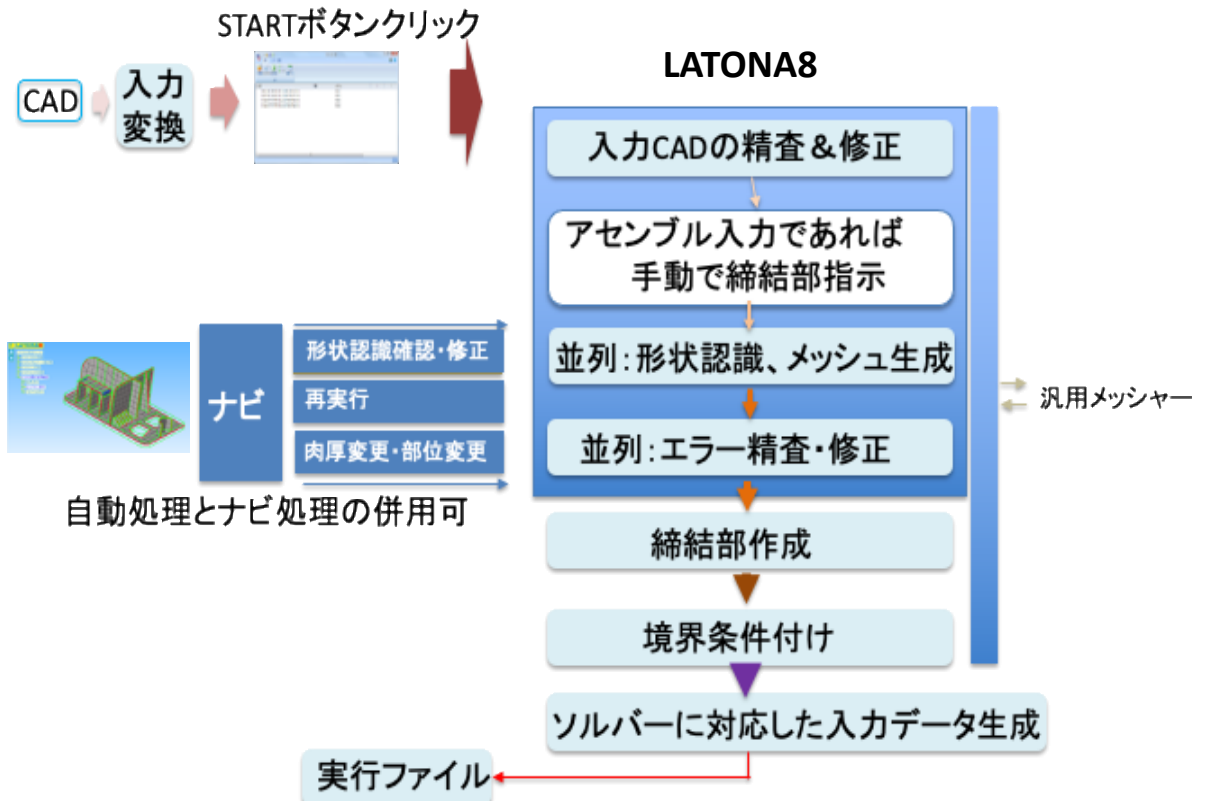 STARTボタンクリック
LATONA8
CAD
入力
変換
入力CADの精査＆修正
アセンブル入力であれば
手動で締結部指示
並列：形状認識、メッシュ生成
並列：エラー精査・修正
汎用メッシャー
ナビ
形状認識確認・修正
再実行
肉厚変更・部位変更
自動処理とナビ処理の併用可
締結部作成
境界条件付け
ソルバーに対応した入力データ生成
実行ファイル